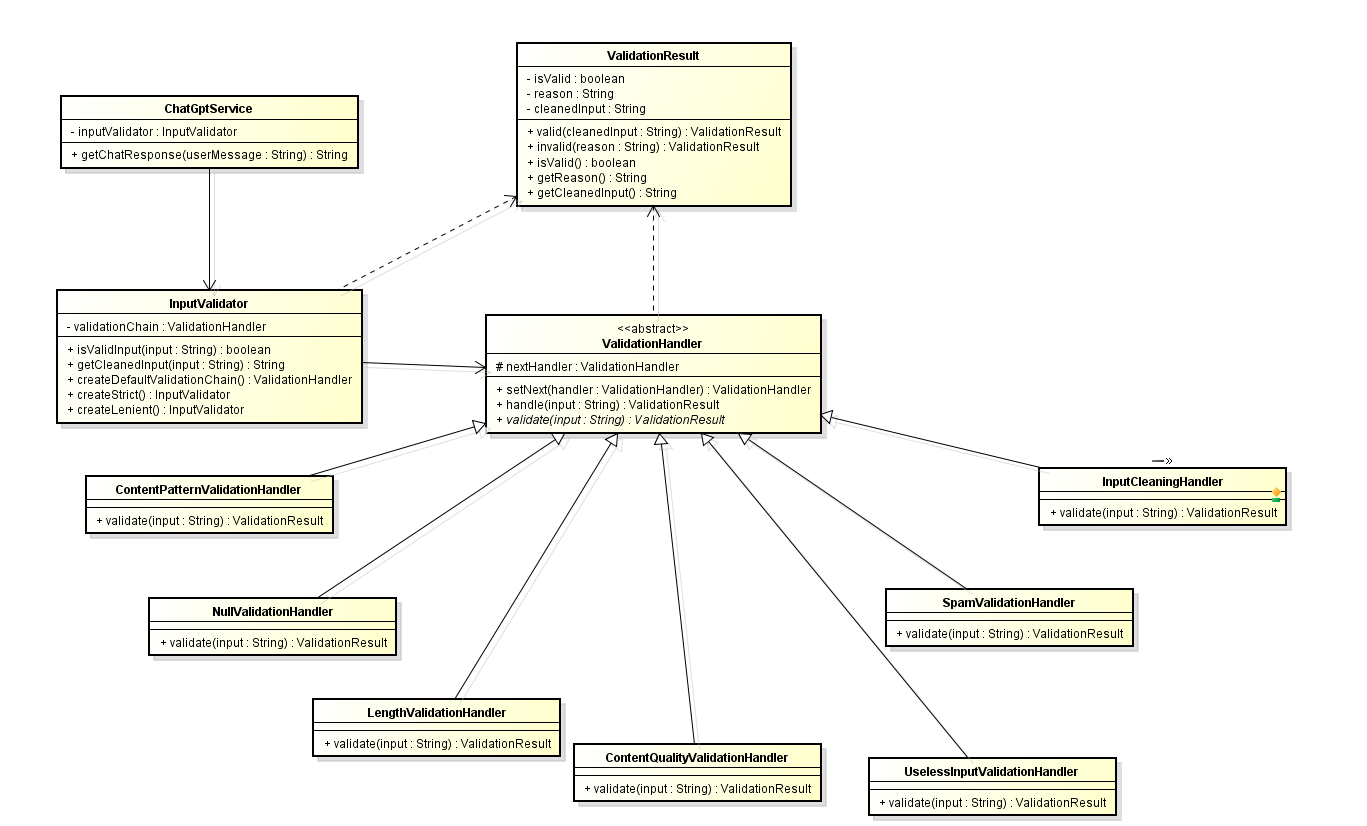 ValidationResult
- isValid : boolean
- reason : String
- cleanedInput : String
+ valid(cleanedInput : String) : ValidationResult
+ invalid(reason : String) : ValidationResult
+ isValid() : boolean
+ getReason() : String
+ getCleanedInput() : String
ChatGptService
- inputValidator : InputValidator
+ getChatResponse(userMessage : String) : String
InputValidator
- validationChain : ValidationHandler
+ isValidInput(input : String) : boolean
+ getCleanedInput(input : String) : String
+ createDefaultValidationChain() : ValidationHandler
+ createStrict() : InputValidator
+ createLenient() : InputValidator
<<abstract>>
ValidationHandler
# nextHandler : ValidationHandler
+ setNext(handler : ValidationHandler) : ValidationHandler
+ handle(input : String) : ValidationResult
+ validate(input : String) : ValidationResult
ContentPatternValidationHandler
+ validate(input : String) : ValidationResult
InputCleaningHandler
+ validate(input : String) : ValidationResult
NullValidationHandler
+ validate(input : String) : ValidationResult
SpamValidationHandler
+ validate(input : String) : ValidationResult
LengthValidationHandler
+ validate(input : String) : ValidationResult
ContentQualityValidationHandler
+ validate(input : String) : ValidationResult
UselessInputValidationHandler
+ validate(input : String) : ValidationResult